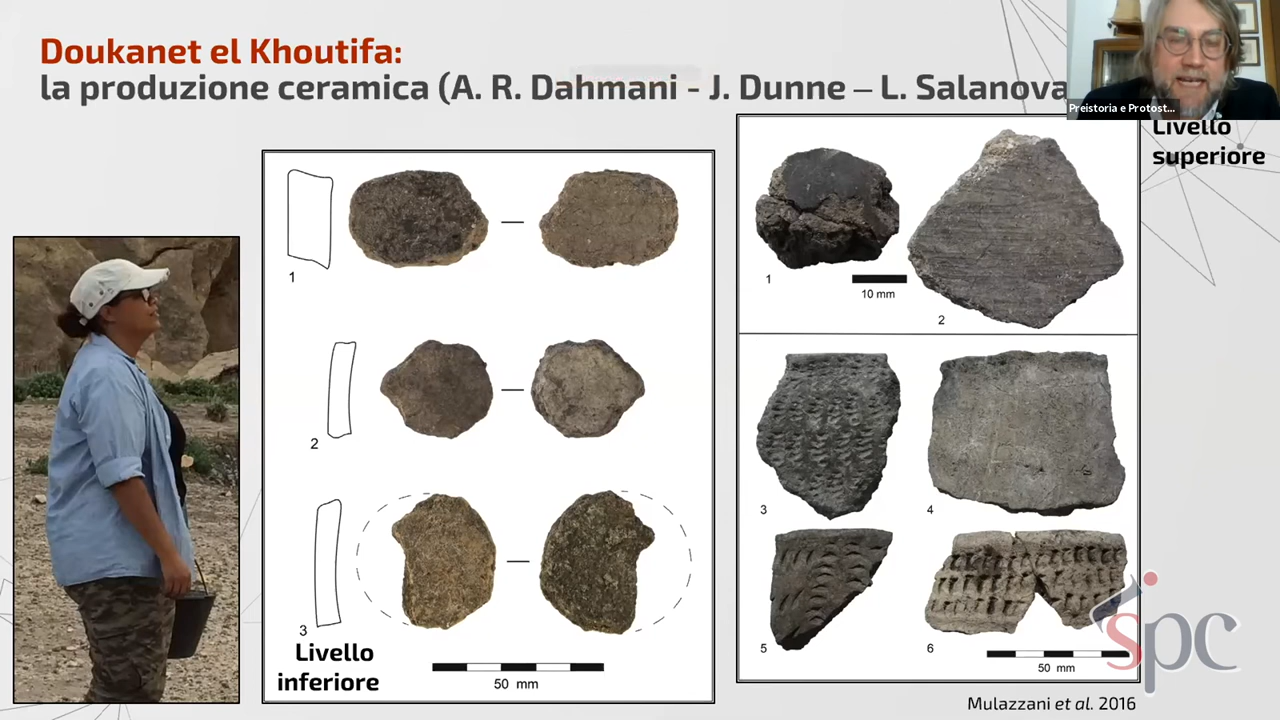 Doukanet el Khoutifa:
la produzione ceramica (A. R. Dahmani - J. Dunne – L. Salanova
Preistoria e Protost...
Livello
superiore
1
2
3
Livello
inferiore
50 mm
1
10 mm
2
3
4
5
6
50 mm
spc
Mulazzani et al. 2016